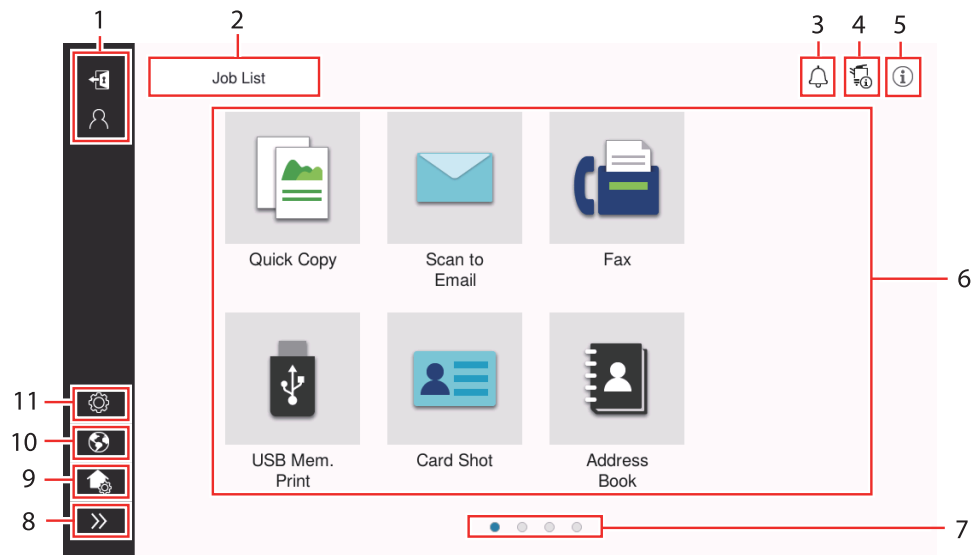 1
2
3
4
5
Job List
Quick Copy
Scan to
Email
Fax
6
USB Mem.
Print
Card Shot
Address
Book
11
10
9
8
7